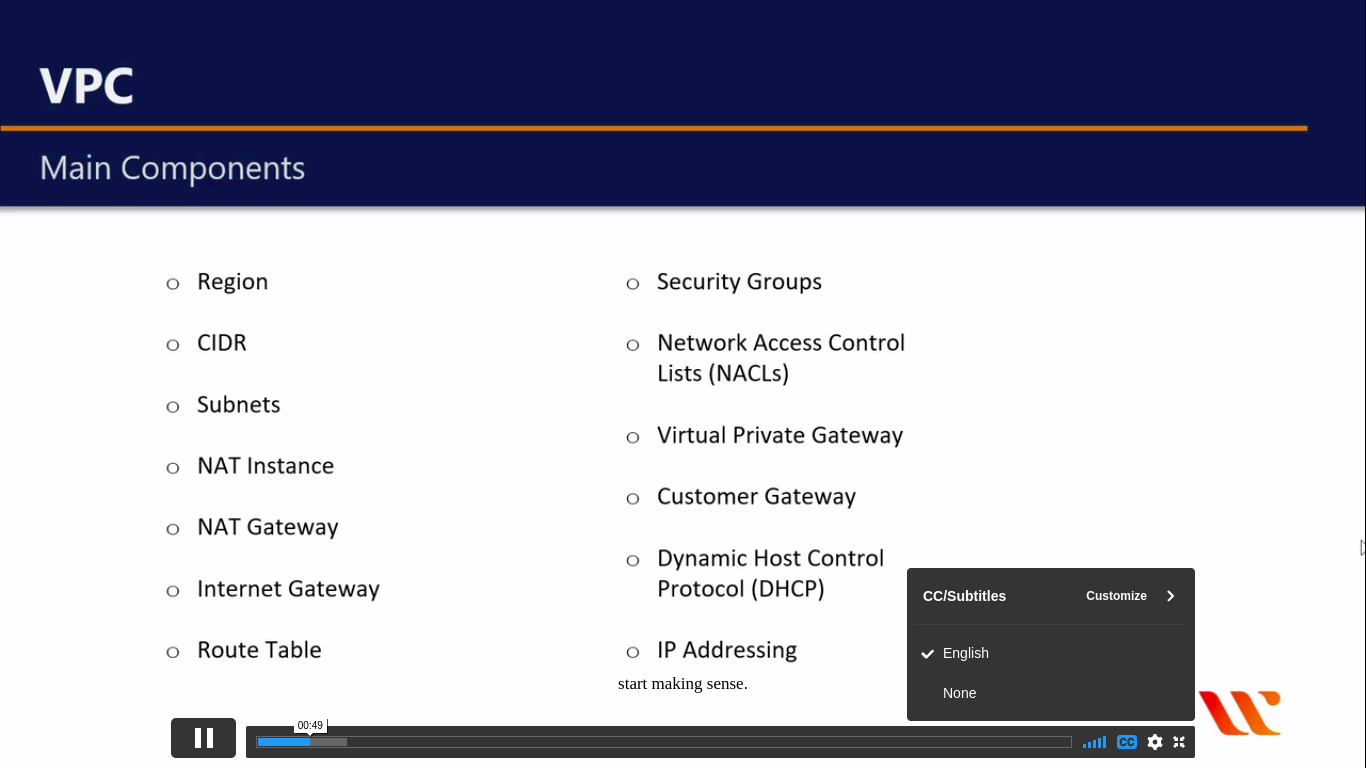 VPC
Main Components
Region
CIDR
Subnets
NAT Instance
NAT Gateway
Internet Gateway
Route Table
Security Groups
Network Access Control
Lists (NACLs)
Virtual Private Gateway
Customer Gateway
Dynamic Host Control
Protocol (DHCP)
IP Addressing
start making sense.
CC/Subtitles Customize
English
None
00:49
CC